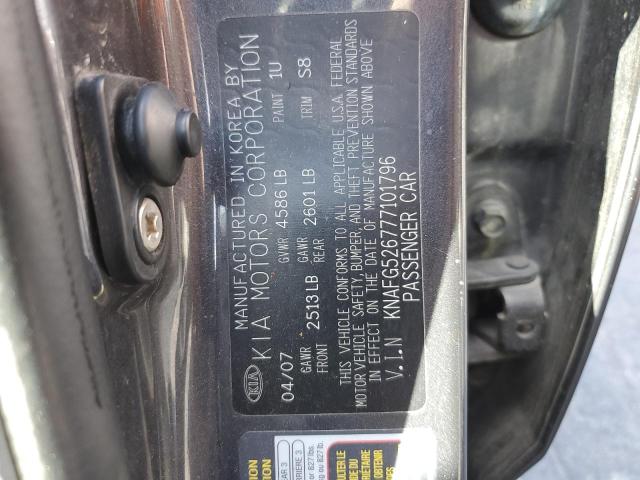 MANUFACTURED IN KOREA BY
KIA KIA MOTORS CORPORATION
04/07 GVWR 4586 LB PAINT 1U
GAWR FRONT 2513 LB GAWR REAR 2601 LB TRIM S8
THIS VEHICLE CONFORMS TO ALL APPLICABLE U.S.A. FEDERAL
MOTOR VEHICLE SAFETY, BUMPER, AND THEFT PREVENTION STANDARDS
IN EFFECT ON THE DATE OF MANUFACTURE SHOWN ABOVE
V.I.N KNAFG526777101796
PASSENGER CAR